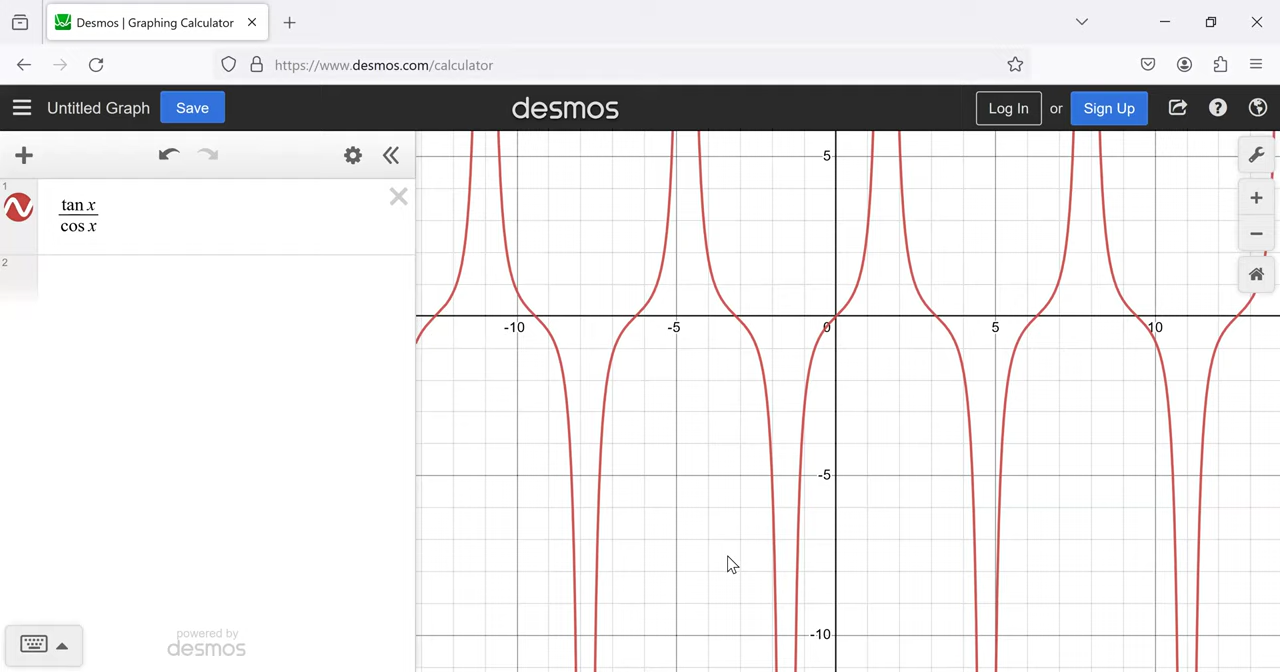 Desmos | Graphing Calculator
https://www.desmos.com/calculator
Untitled Graph
Save
desmos
Log In
or
Sign Up
1
tan x
cos x
2
5
-10
-5
0
5
10
-5
-10
powered by
desmos